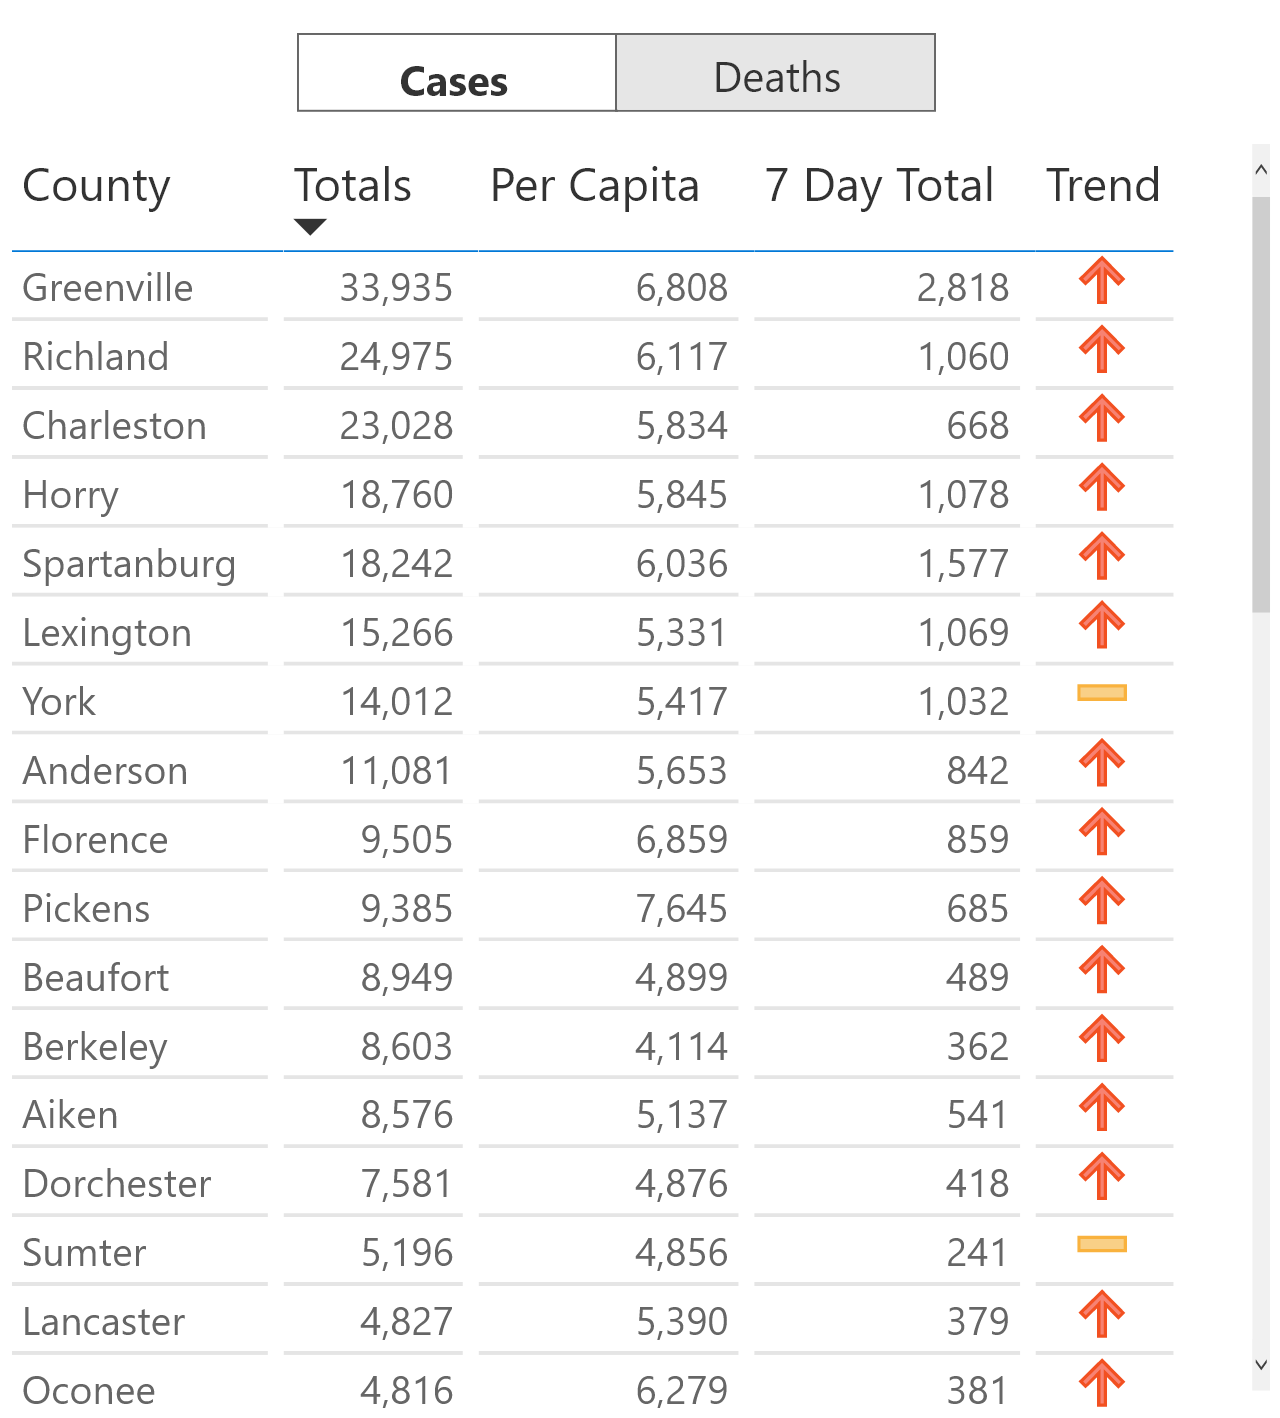 Cases Deaths
County Totals Per Capita 7 Day Total Trend
Greenville 33,935 6,808 2,818
Richland 24,975 6,117 1,060
Charleston 23,028 5,834 668
Horry 18,760 5,845 1,078
Spartanburg 18,242 6,036 1,577
Lexington 15,266 5,331 1,069
York 14,012 5,417 1,032
Anderson 11,081 5,653 842
Florence 9,505 6,859 859
Pickens 9,385 7,645 685
Beaufort 8,949 4,899 489
Berkeley 8,603 4,114 362
Aiken 8,576 5,137 541
Dorchester 7,581 4,876 418
Sumter 5,196 4,856 241
Lancaster 4,827 5,390 379
Oconee 4,816 6,279 381